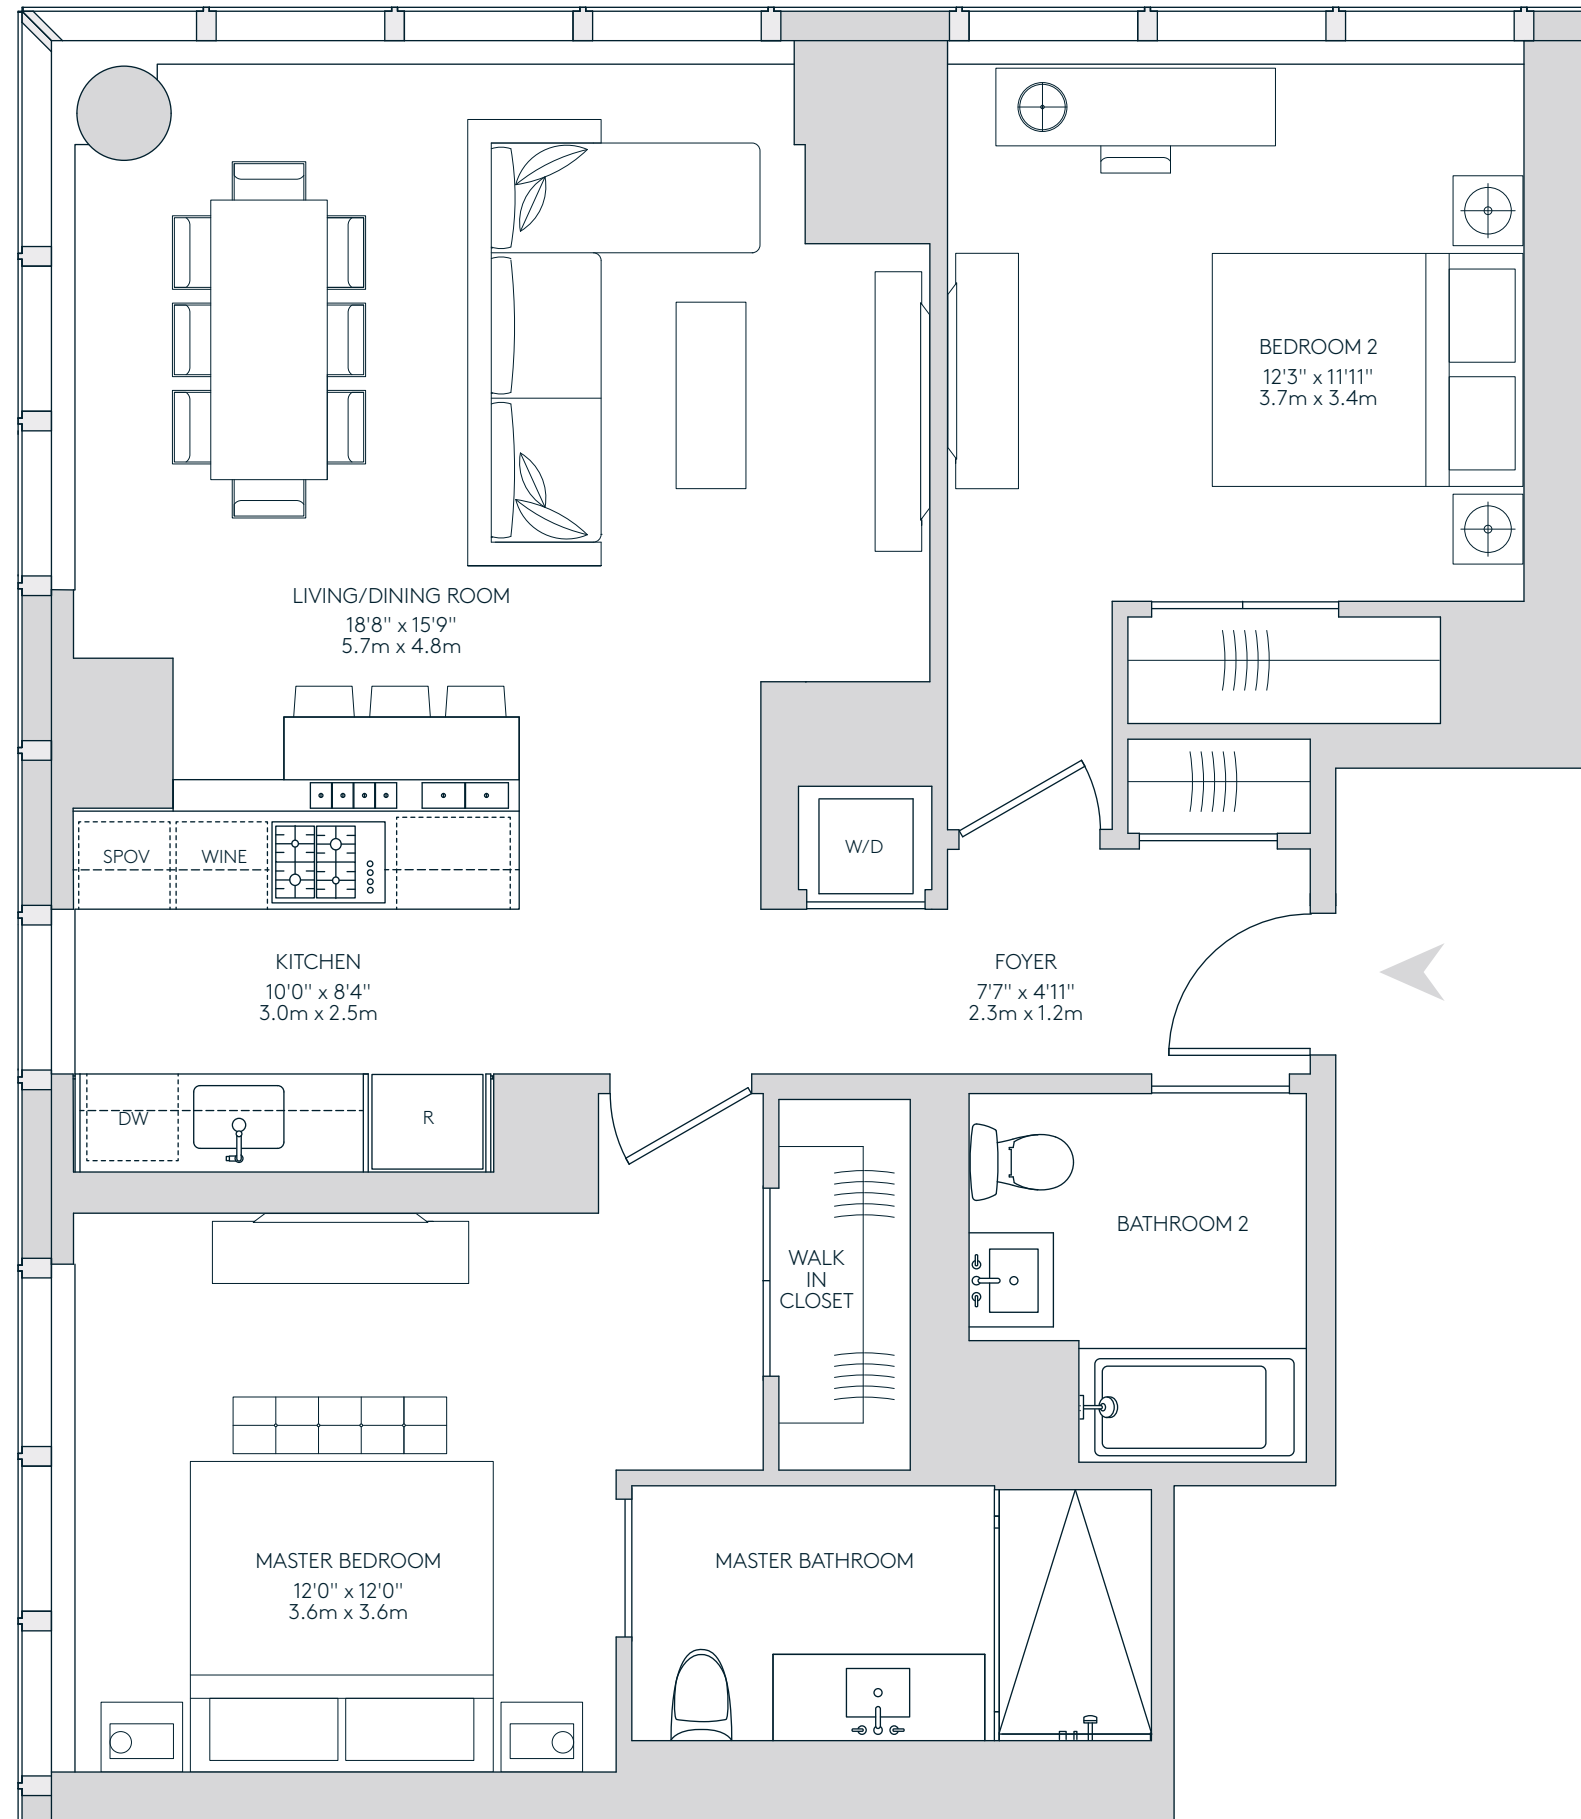 BEDROOM 2
12'3" x 11'11"
3.7m x 3.4m
LIVING/DINING ROOM
18'8" x 15'9"
5.7m x 4.8m
SPOV
WINE
W/D
KITCHEN
10'0" x 8'4"
3.0m x 2.5m
FOYER
7'7" x 4'11"
2.3m x 1.2m
DW
R
WALK
IN
CLOSET
BATHROOM 2
MASTER BEDROOM
12'0" x 12'0"
3.6m x 3.6m
MASTER BATHROOM